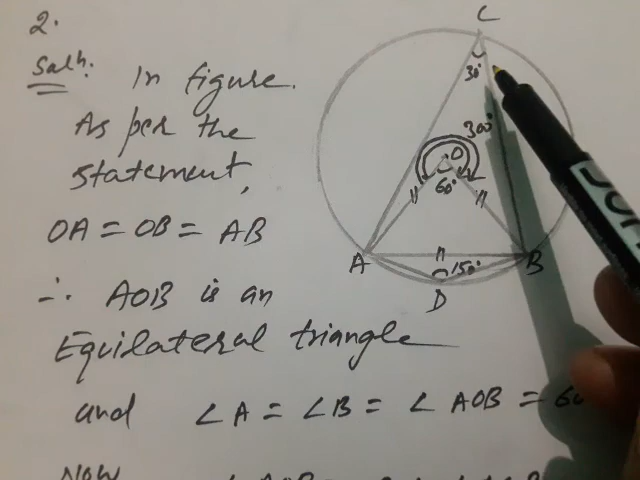 2.
Soln. In figure.
As per the
statement,
OA = OB = AB
∴ AOB is an
Equilateral triangle
and ∠A = ∠B = ∠AOB = 60
Now
C
30°
300°
O
60°
A
150°
B
D